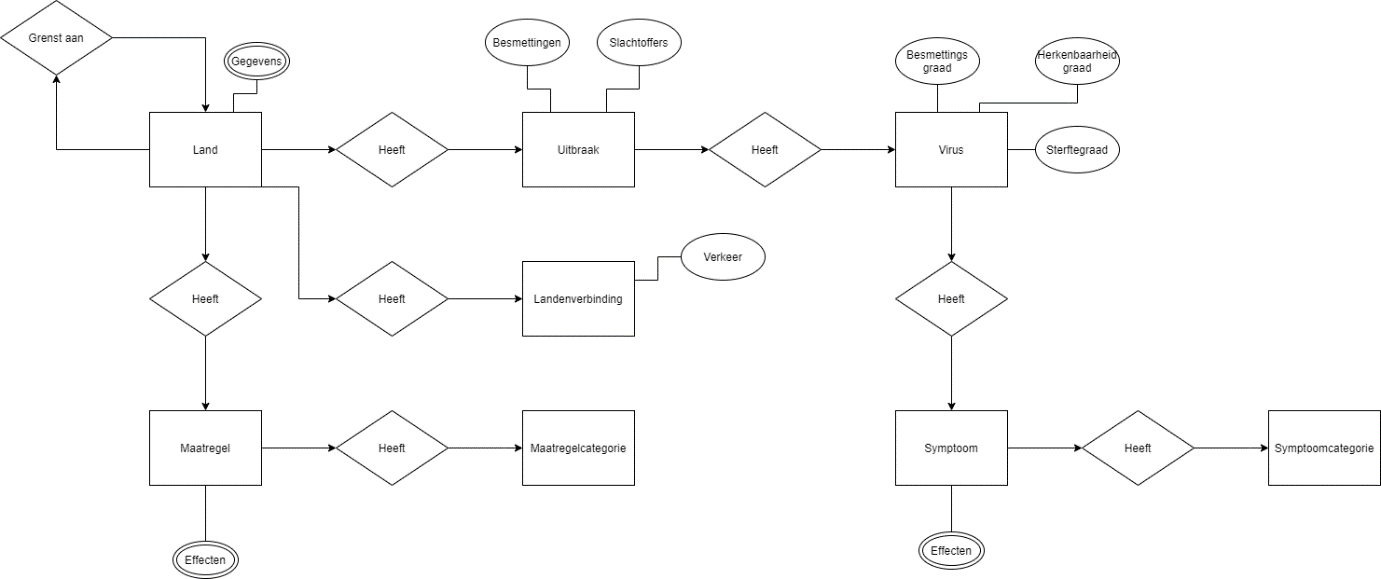 Grenst aan
Gegevens
Besmettingen
Slachtoffers
Besmettings
graad
Herkenbaarheid
graad
Land
Heeft
Uitbraak
Heeft
Virus
Sterftegraad
Verkeer
Heeft
Heeft
Landenverbinding
Heeft
Maatregel
Heeft
Maatregelcategorie
Symptoom
Heeft
Symptoomcategorie
Effecten
Effecten